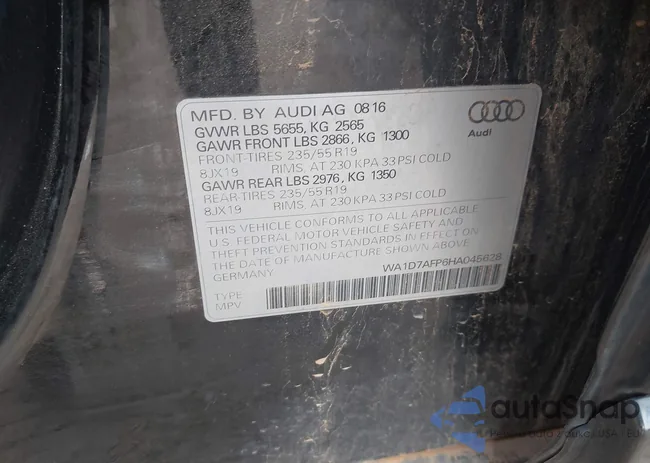 MFD. BY AUDI AG 08 16
GVWR LBS 5655, KG 2565
GAWR FRONT LBS 2866, KG 1300
FRONT-TIRES 235/55 R19
8JX19 RIMS, AT 230 KPA 33 PSI COLD
GAWR REAR LBS 2976, KG 1350
REAR-TIRES 235/55 R19
8JX19 RIMS, AT 230 KPA 33 PSI COLD
Audi
THIS VEHICLE CONFORMS TO ALL APPLICABLE
U.S. FEDERAL MOTOR VEHICLE SAFETY AND
THEFT PREVENTION STANDARDS IN EFFECT ON
THE DATE OF MANUFACTURE SHOWN ABOVE.
GERMANY
WA1D7AFP6HA045628
TYPE
MPV
autoSnap